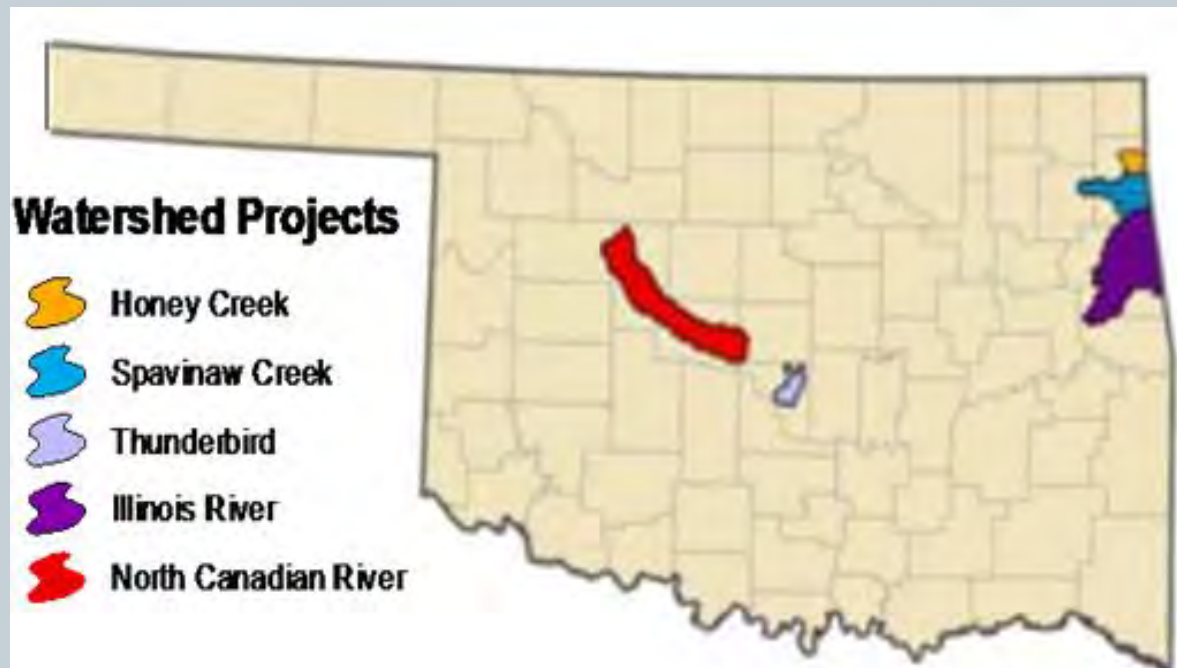 Watershed Projects
Honey Creek
Spavinaw Creek
Thunderbird
Illinois River
North Canadian River